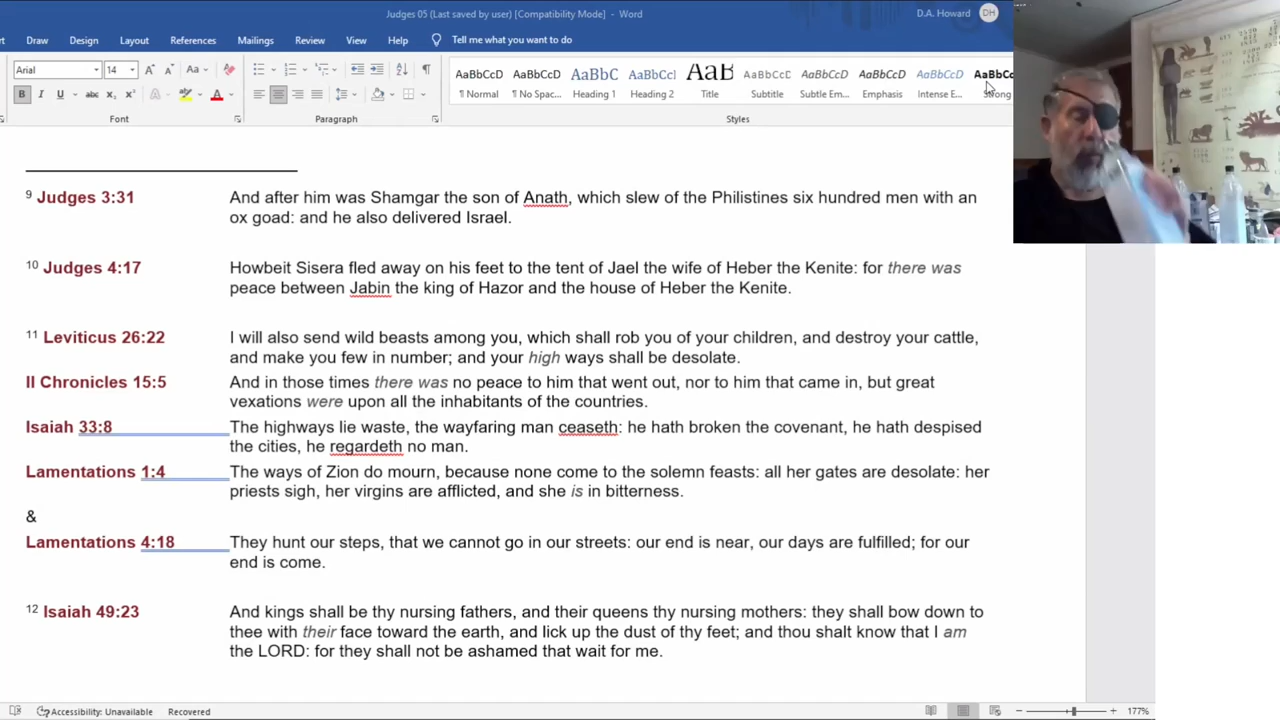 Judges 05 (Last saved by user) [Compatibility Mode] - Word
D.A. Howard DH
Draw Design Layout References Mailings Review View Help Tell me what you want to do
Arial 14
AaBbCcD AaBbCcD AaBbC AaBbCc AaB AaBbCcD AaBbCcD AaBbCcD AaBbCcD AaBbCc
¶ Normal ¶ No Spac... Heading 1 Heading 2 Title Subtitle Subtle Em... Emphasis Intense E... Strong
Font Paragraph Styles
9 Judges 3:31 And after him was Shamgar the son of Anath, which slew of the Philistines six hundred men with an
ox goad: and he also delivered Israel.
10 Judges 4:17 Howbeit Sisera fled away on his feet to the tent of Jael the wife of Heber the Kenite: for there was
peace between Jabin the king of Hazor and the house of Heber the Kenite.
11 Leviticus 26:22 I will also send wild beasts among you, which shall rob you of your children, and destroy your cattle,
and make you few in number; and your high ways shall be desolate.
II Chronicles 15:5 And in those times there was no peace to him that went out, nor to him that came in, but great
vexations were upon all the inhabitants of the countries.
Isaiah 33:8 The highways lie waste, the wayfaring man ceaseth: he hath broken the covenant, he hath despised
the cities, he regardeth no man.
Lamentations 1:4 The ways of Zion do mourn, because none come to the solemn feasts: all her gates are desolate: her
priests sigh, her virgins are afflicted, and she is in bitterness.
&
Lamentations 4:18 They hunt our steps, that we cannot go in our streets: our end is near, our days are fulfilled; for our
end is come.
12 Isaiah 49:23 And kings shall be thy nursing fathers, and their queens thy nursing mothers: they shall bow down to
thee with their face toward the earth, and lick up the dust of thy feet; and thou shalt know that I am
the LORD: for they shall not be ashamed that wait for me.
Accessibility: Unavailable Recovered 177%